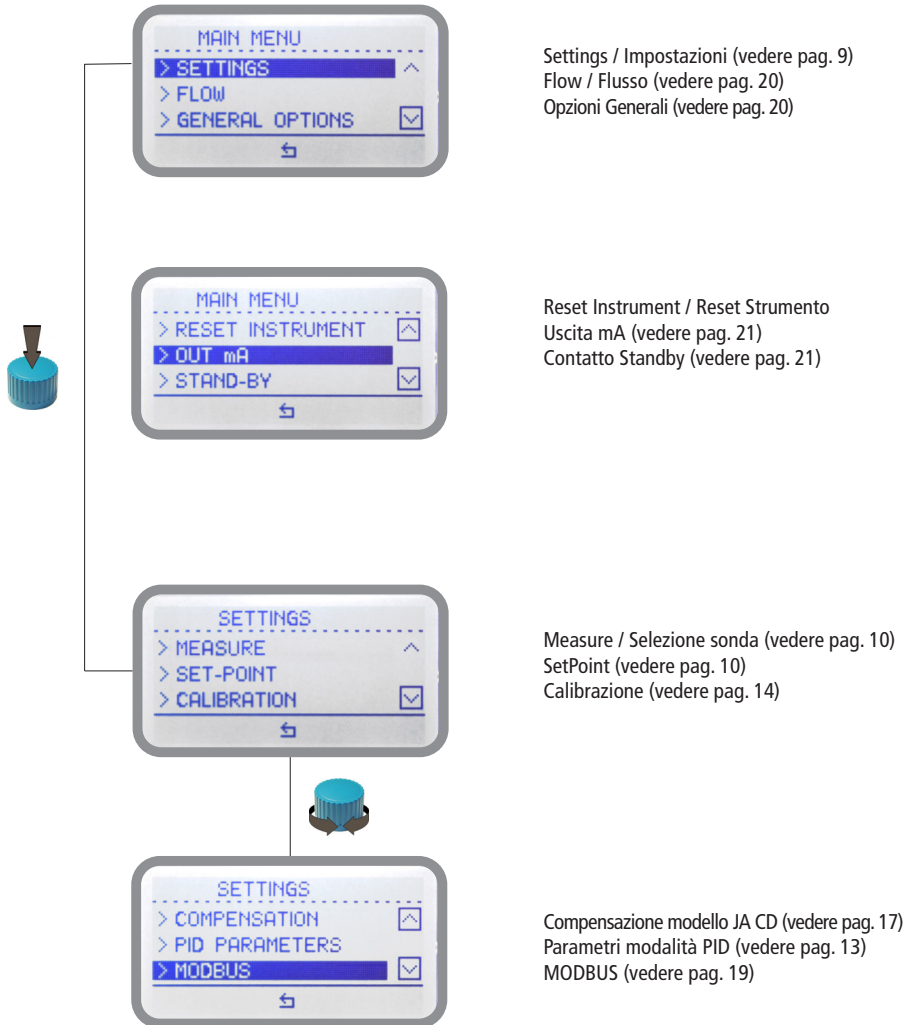 MAIN MENU
> SETTINGS
> FLOW
> GENERAL OPTIONS
Settings / Impostazioni (vedere pag. 9)
Flow / Flusso (vedere pag. 20)
Opzioni Generali (vedere pag. 20)
MAIN MENU
> RESET INSTRUMENT
> OUT mA
> STAND-BY
Reset Instrument / Reset Strumento
Uscita mA (vedere pag. 21)
Contatto Standby (vedere pag. 21)
SETTINGS
> MEASURE
> SET-POINT
> CALIBRATION
Measure / Selezione sonda (vedere pag. 10)
SetPoint (vedere pag. 10)
Calibrazione (vedere pag. 14)
SETTINGS
> COMPENSATION
> PID PARAMETERS
> MODBUS
Compensazione modello JA CD (vedere pag. 17)
Parametri modalità PID (vedere pag. 13)
MODBUS (vedere pag. 19)